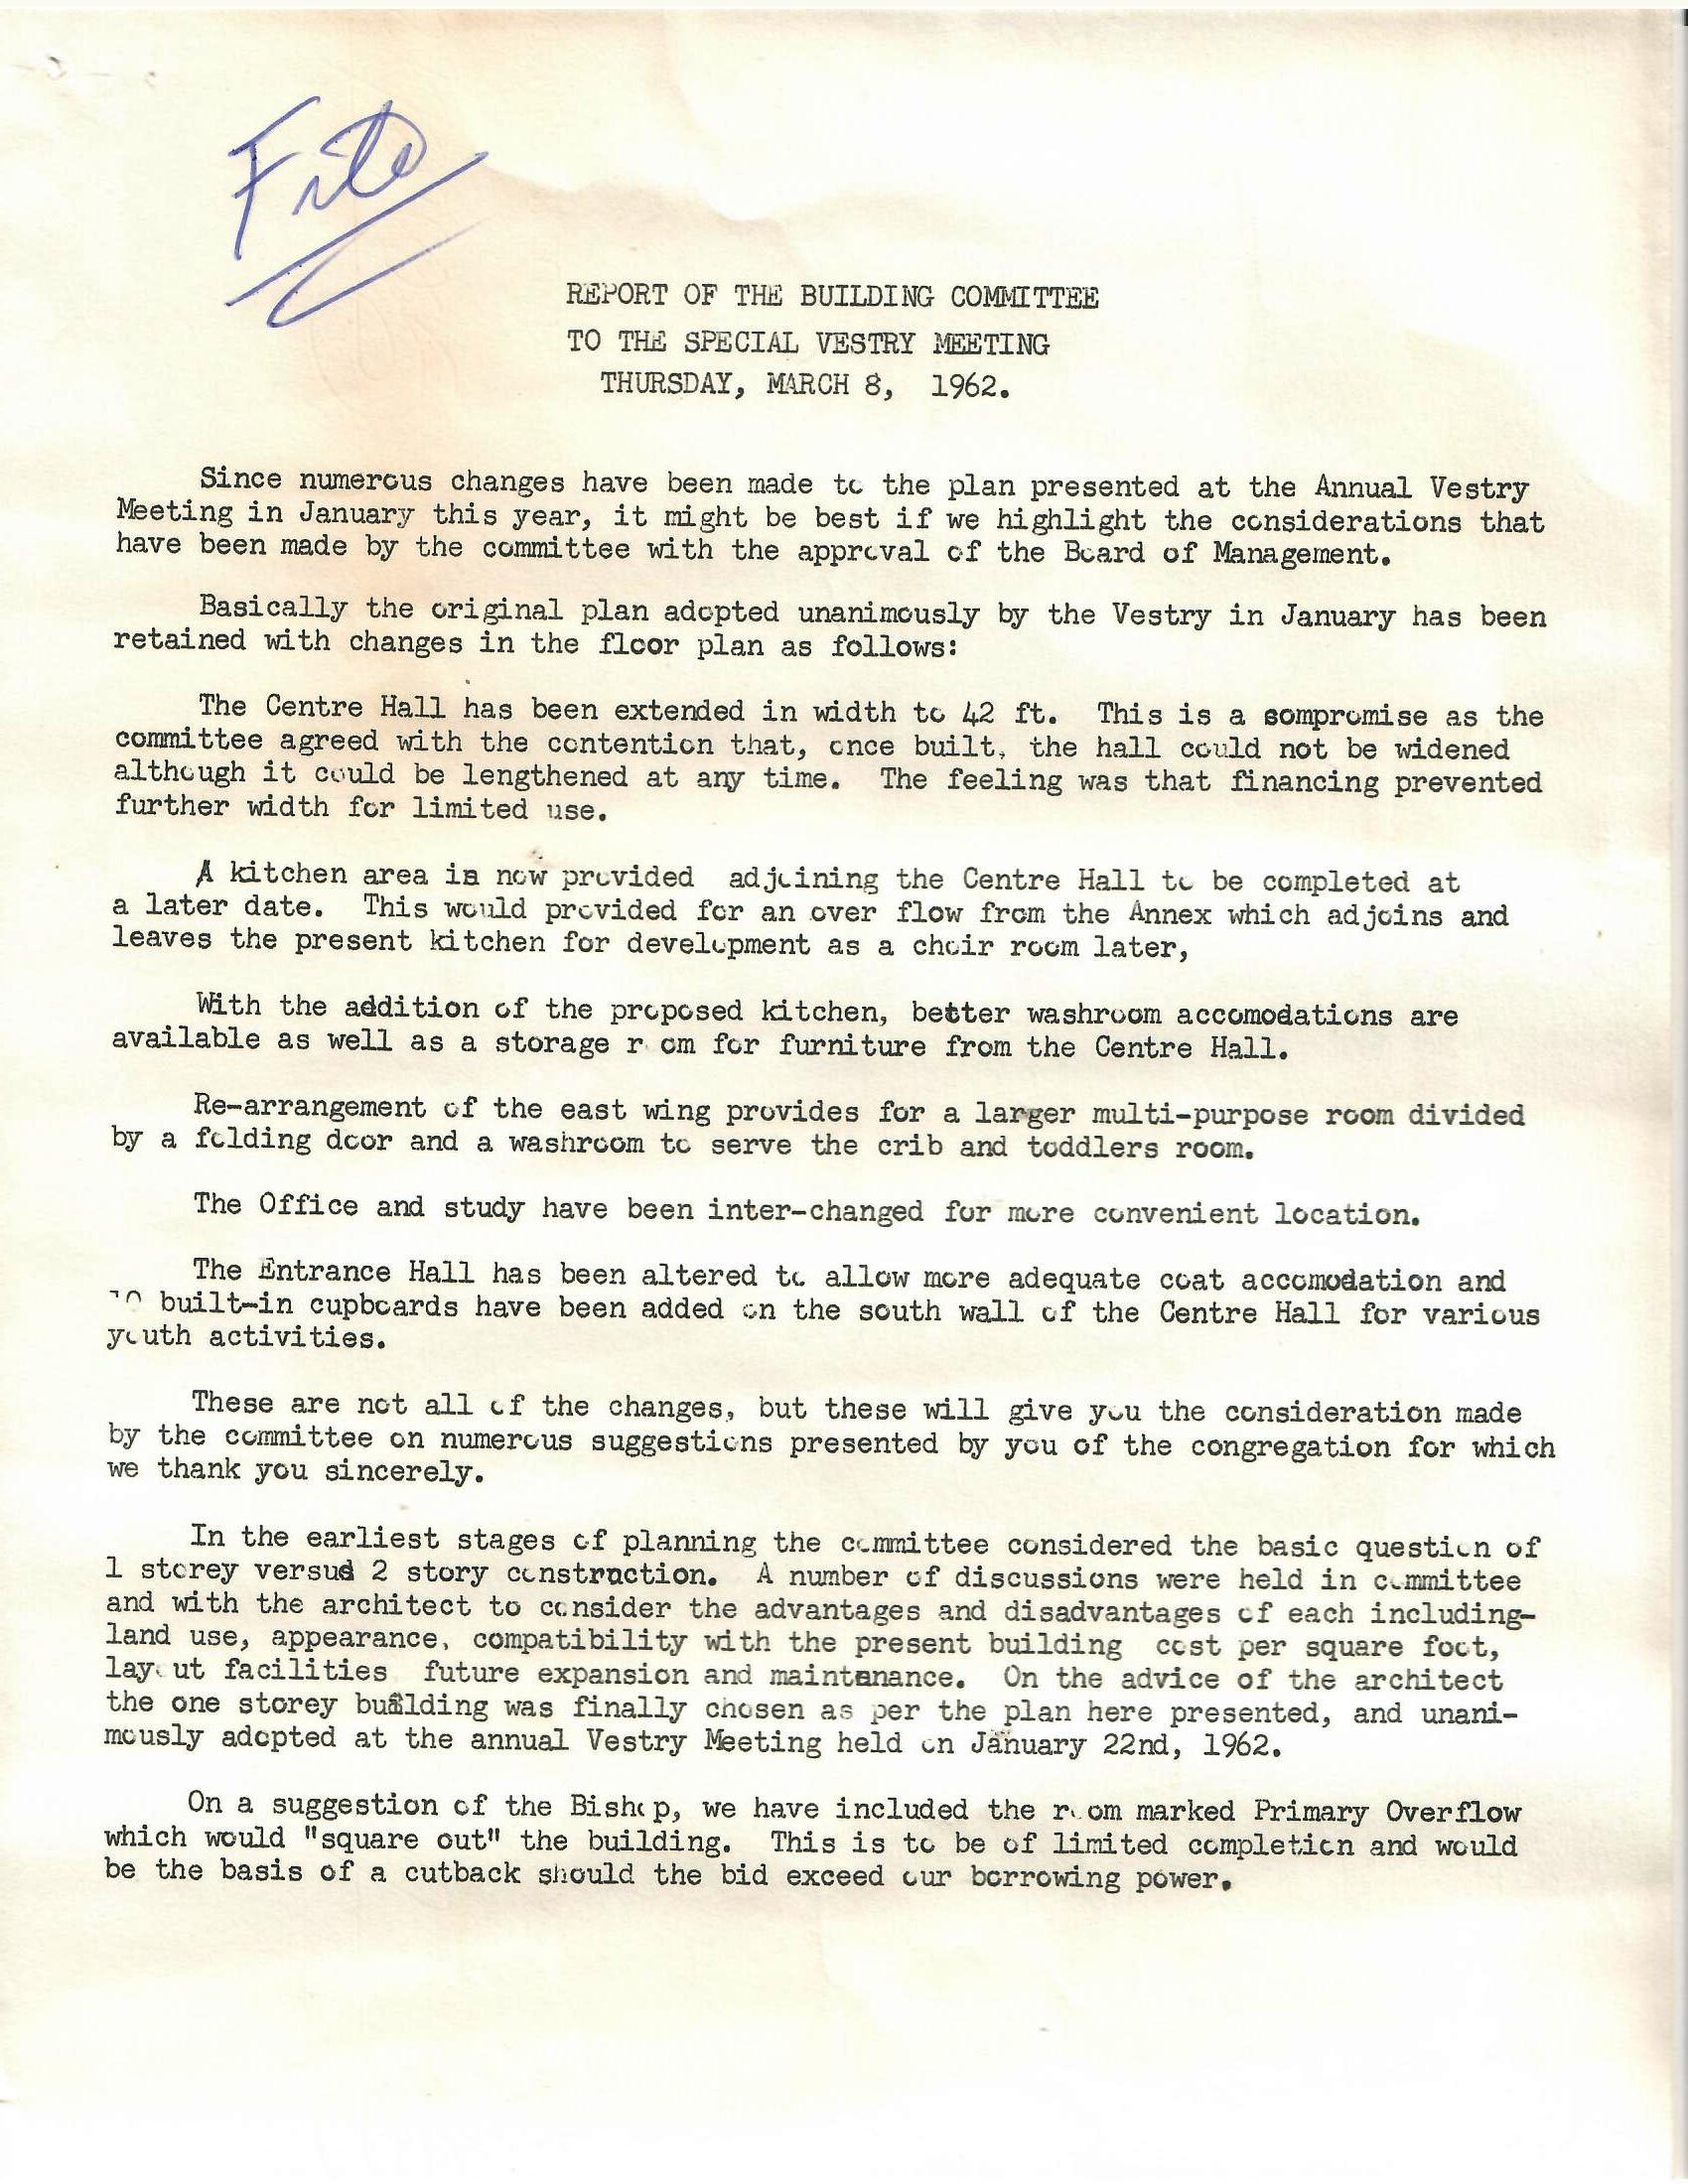 File
REPORT OF THE BUILDING COMMITTEE
TO THE SPECIAL VESTRY MEETING
THURSDAY, MARCH 8, 1962.
Since numerous changes have been made to the plan presented at the Annual Vestry
Meeting in January this year, it might be best if we highlight the considerations that
have been made by the committee with the approval of the Board of Management.
Basically the original plan adopted unanimously by the Vestry in January has been
retained with changes in the floor plan as follows:
The Centre Hall has been extended in width to 42 ft. This is a compromise as the
committee agreed with the contention that, once built, the hall could not be widened
although it could be lengthened at any time. The feeling was that financing prevented
further width for limited use.
A kitchen area is now provided adjoining the Centre Hall to be completed at
a later date. This would provided for an over flow from the Annex which adjoins and
leaves the present kitchen for development as a choir room later,
With the addition of the proposed kitchen, better washroom accomodations are
available as well as a storage room for furniture from the Centre Hall.
Re-arrangement of the east wing provides for a larger multi-purpose room divided
by a folding door and a washroom to serve the crib and toddlers room.
The Office and study have been inter-changed for more convenient location.
The Entrance Hall has been altered to allow more adequate coat accomodation and
built-in cupboards have been added on the south wall of the Centre Hall for various
youth activities.
These are not all of the changes, but these will give you the consideration made
by the committee on numerous suggestions presented by you of the congregation for which
we thank you sincerely.
In the earliest stages of planning the committee considered the basic question of
1 storey versus 2 story construction. A number of discussions were held in committee
and with the architect to consider the advantages and disadvantages of each including-
land use, appearance, compatibility with the present building cost per square foot,
layout facilities future expansion and maintenance. On the advice of the architect
the one storey building was finally chosen as per the plan here presented, and unani-
mously adopted at the annual Vestry Meeting held on January 22nd, 1962.
On a suggestion of the Bishop, we have included the room marked Primary Overflow
which would "square out" the building. This is to be of limited completion and would
be the basis of a cutback should the bid exceed our borrowing power.